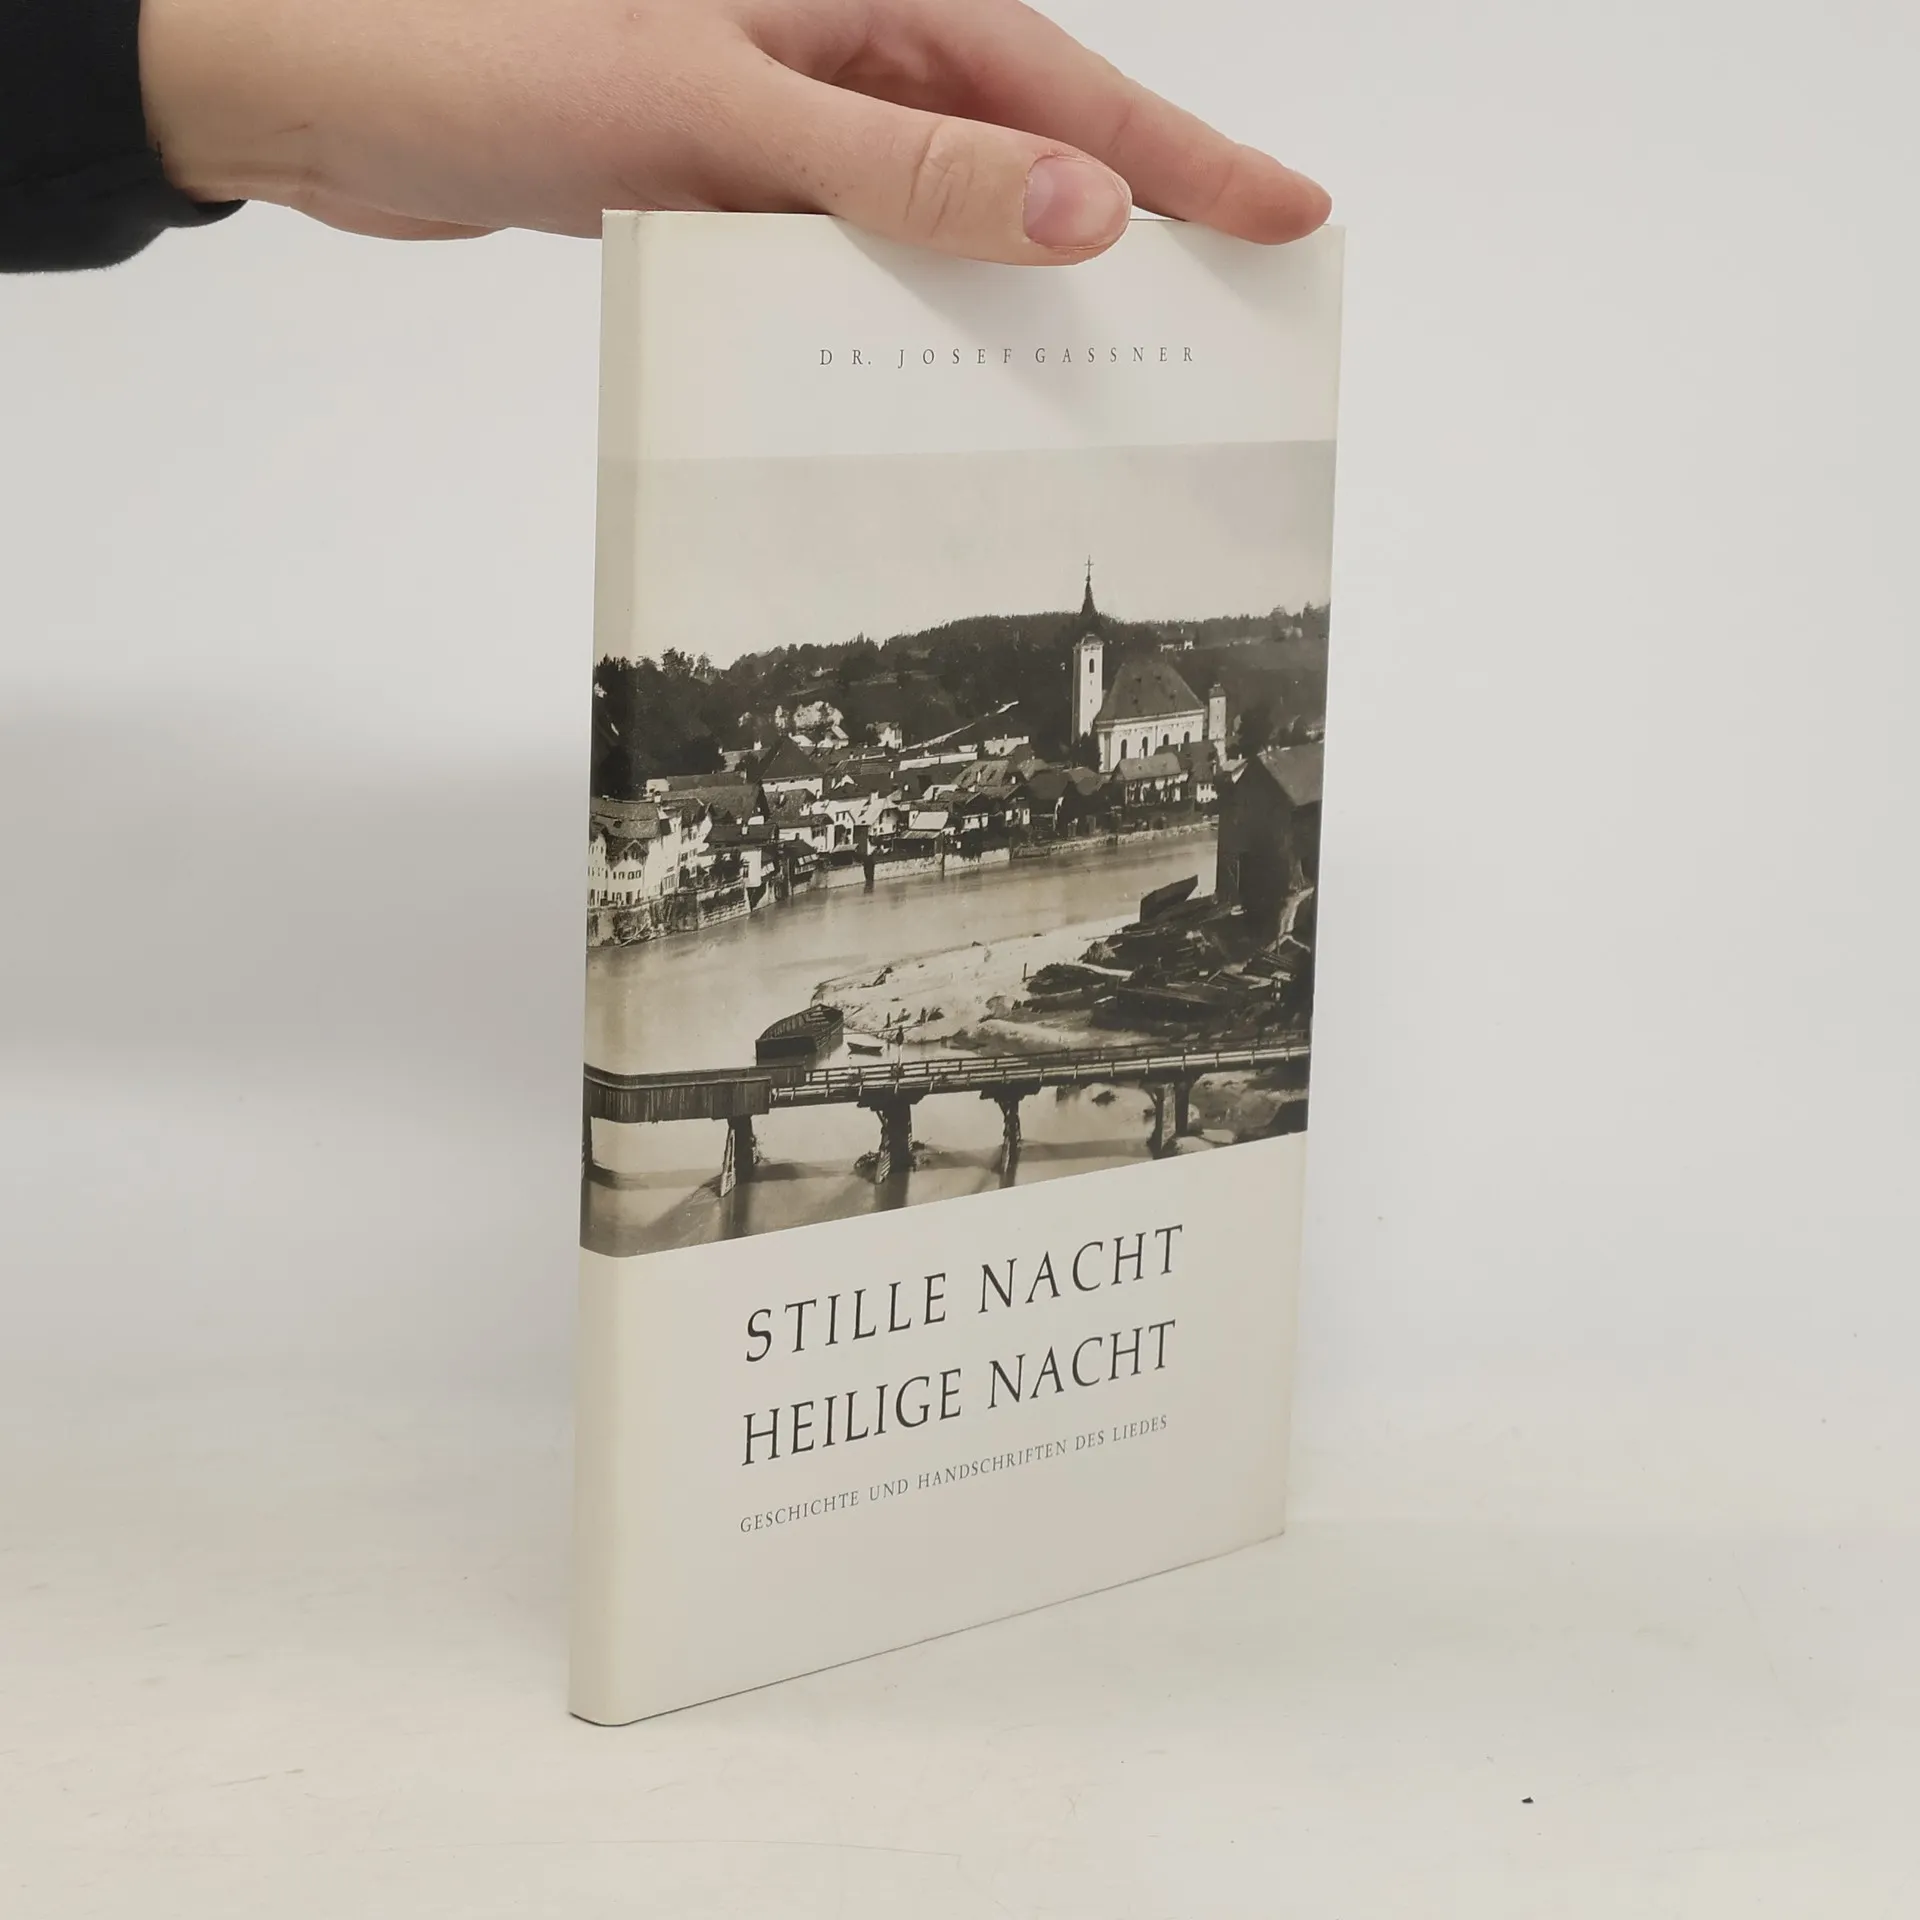 DR. JOSEF GASSNER
STILLE NACHT
HEILIGE NACHT
GESCHICHTE UND HANDSCHRIFTEN DES LIEDES